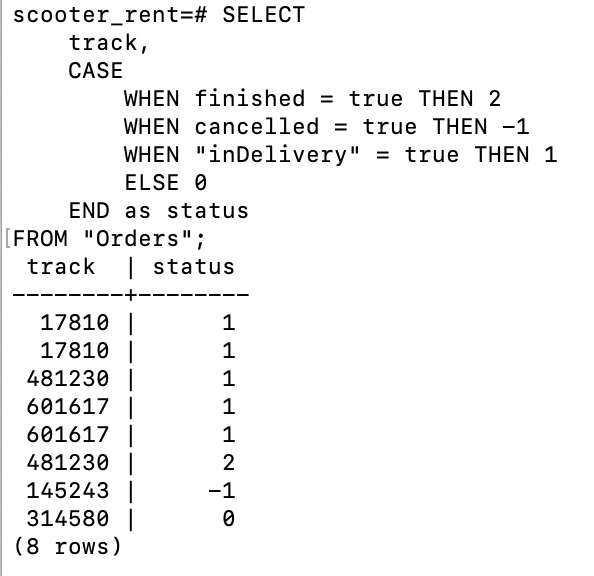 scooter_rent=# SELECT
    track,
    CASE
        WHEN finished = true THEN 2
        WHEN cancelled = true THEN -1
        WHEN "inDelivery" = true THEN 1
        ELSE 0
    END as status
[FROM "Orders";
 track  | status
--------+--------
  17810 |      1
  17810 |      1
 481230 |      1
 601617 |      1
 601617 |      1
 481230 |      2
 145243 |     -1
 314580 |      0
(8 rows)